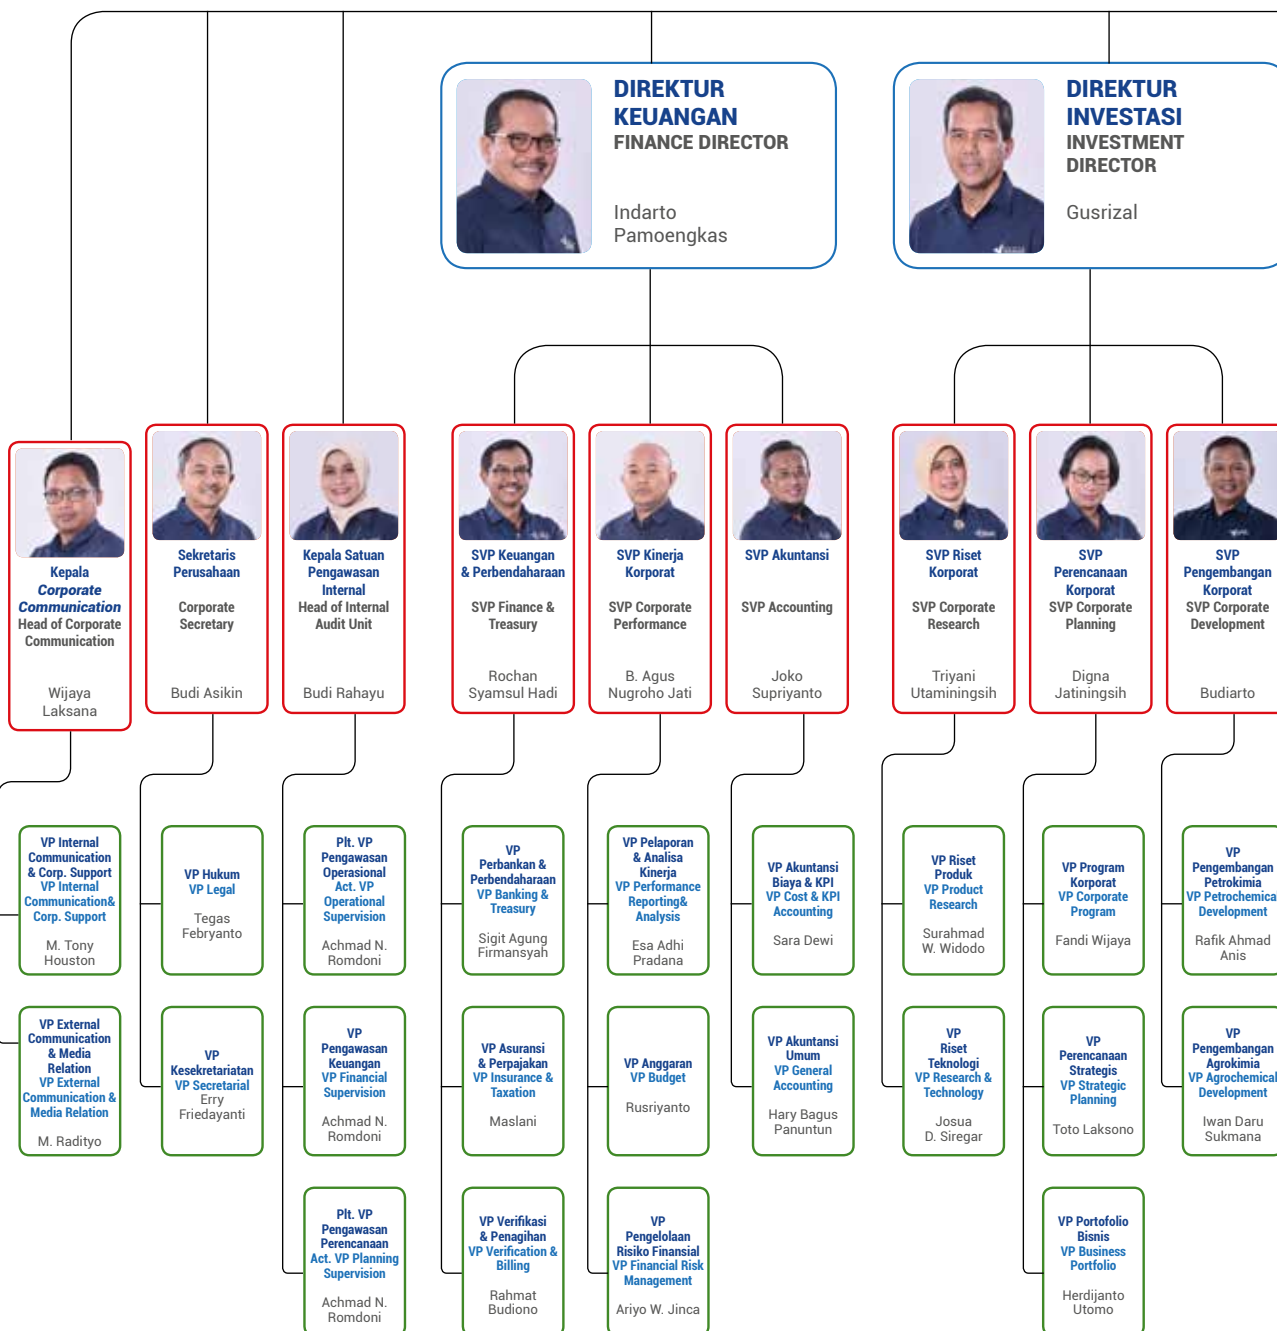 DIREKTUR
KEUANGAN
FINANCE DIRECTOR
Indarto
Pamoengkas
DIREKTUR
INVESTASI
INVESTMENT
DIRECTOR
Gusrizal
Kepala
Corporate
Communication
Head of Corporate
Communication
Wijaya
Laksana
Sekretaris
Perusahaan
Corporate
Secretary
Budi Asikin
Kepala Satuan
Pengawasan
Internal
Head of Internal
Audit Unit
Budi Rahayu
SVP Keuangan
& Perbendaharaan
SVP Finance &
Treasury
Rochan
Syamsul Hadi
SVP Kinerja
Korporat
SVP Corporate
Performance
B. Agus
Nugroho Jati
SVP Akuntansi
SVP Accounting
Joko
Supriyanto
SVP Riset
Korporat
SVP Corporate
Research
Triyani
Utaminingsih
SVP
Perencanaan
Korporat
SVP Corporate
Planning
Digna
Jatiningsih
SVP
Pengembangan
Korporat
SVP Corporate
Development
Budiarto
VP Internal
Communication
& Corp. Support
VP Internal
Communication&
Corp. Support
M. Tony
Houston
VP Hukum
VP Legal
Tegas
Febryanto
Plt. VP
Pengawasan
Operasional
Act. VP
Operational
Supervision
Achmad N.
Romdoni
VP
Perbankan &
Perbendaharaan
VP Banking &
Treasury
Sigit Agung
Firmansyah
VP Pelaporan
& Analisa
Kinerja
VP Performance
Reporting&
Analysis
Esa Adhi
Pradana
VP Akuntansi
Biaya & KPI
VP Cost & KPI
Accounting
Sara Dewi
VP Riset
Produk
VP Product
Research
Surahmad
W. Widodo
VP Program
Korporat
VP Corporate
Program
Fandi Wijaya
VP
Pengembangan
Petrokimia
VP Petrochemical
Development
Rafik Ahmad
Anis
VP External
Communication
& Media
Relation
VP External
Communication &
Media Relation
M. Radityo
VP
Kesekretariatan
VP Secretarial
Erry
Friedayanti
VP
Pengawasan
Keuangan
VP Financial
Supervision
Achmad N.
Romdoni
VP Asuransi
& Perpajakan
VP Insurance &
Taxation
Maslani
VP Anggaran
VP Budget
Rusriyanto
VP Akuntansi
Umum
VP General
Accounting
Hary Bagus
Panuntun
VP
Riset
Teknologi
VP Research &
Technology
Josua
D. Siregar
VP
Perencanaan
Strategis
VP Strategic
Planning
Toto Laksono
VP
Pengembangan
Agrokimia
VP Agrochemical
Development
Iwan Daru
Sukmana
Plt. VP
Pengawasan
Perencanaan
Act. VP Planning
Supervision
Achmad N.
Romdoni
VP Verifikasi
& Penagihan
VP Verification &
Billing
Rahmat
Budiono
VP
Pengelolaan
Risiko Finansial
VP Financial Risk
Management
Ariyo W. Jinca
VP Portofolio
Bisnis
VP Business
Portfolio
Herdijanto
Utomo